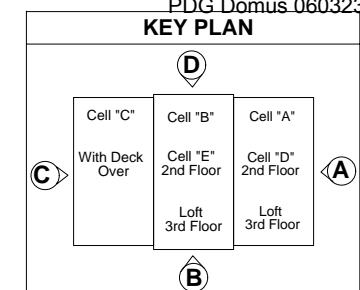 PDG Domus 060323
KEY PLAN
D
Cell "C"
With Deck
Over
Cell "B"
Cell "E"
2nd Floor
Loft
3rd Floor
Cell "A"
Cell "D"
2nd Floor
Loft
3rd Floor
C
A
B